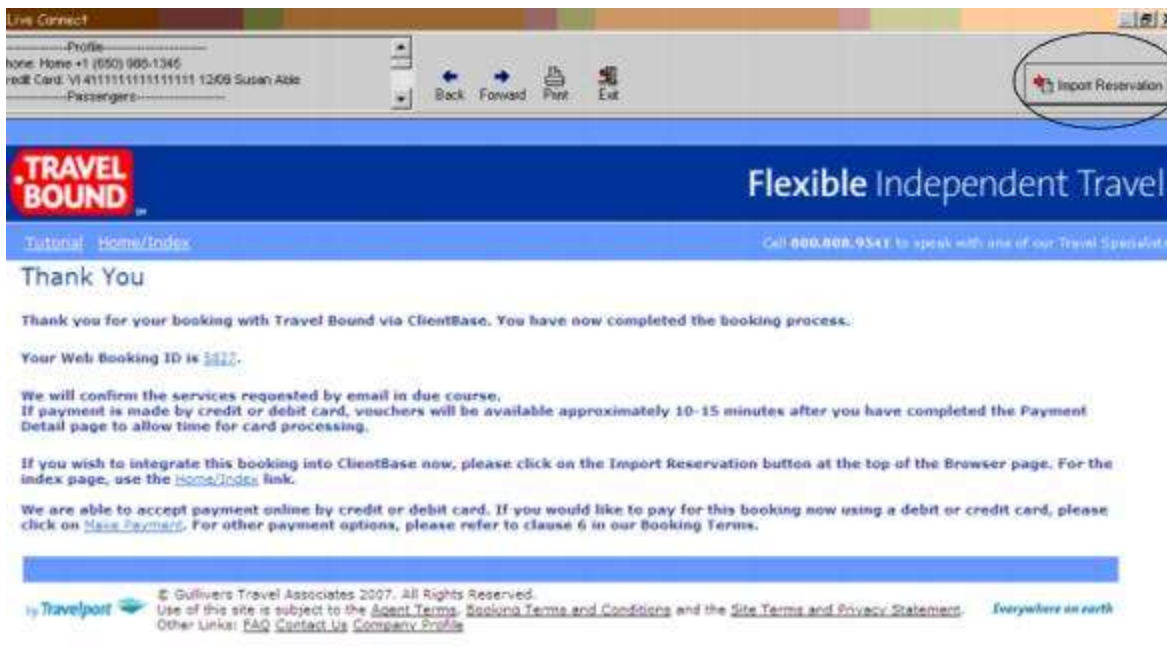 Live Connect
-----Profile-----
hone: Home +1 (650) 985-1345
redit Card: VI 4111111111111111 12/09 Susan Able
-----Passengers-----
Back Forward Print Exit
Import Reservation
TRAVEL
BOUND
Flexible Independent Travel
Tutorial Home/Index
Call 800.808.9541 to speak with one of our Travel Specialists
Thank You
Thank you for your booking with Travel Bound via ClientBase. You have now completed the booking process.
Your Web Booking ID is
We will confirm the services requested by email in due course.
If payment is made by credit or debit card, vouchers will be available approximately 10-15 minutes after you have completed the Payment
Detail page to allow time for card processing.
If you wish to integrate this booking into ClientBase now, please click on the Import Reservation button at the top of the Browser page. For the
index page, use the Home/Index link.
We are able to accept payment online by credit or debit card. If you would like to pay for this booking now using a debit or credit card, please
click on Make Payment. For other payment options, please refer to clause 6 in our Booking Terms.
by Travelport
© Gullivers Travel Associates 2007. All Rights Reserved.
Use of this site is subject to the Agent Terms, Booking Terms and Conditions and the Site Terms and Privacy Statement.
Other Links: FAQ Contact Us Company Profile
Everywhere on earth